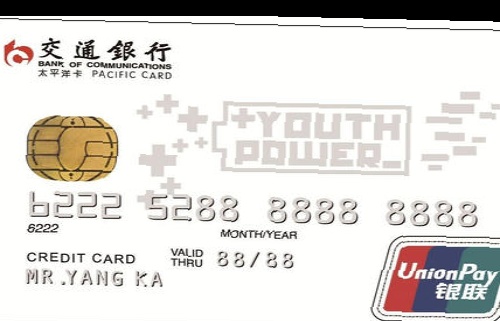 交通銀行
BANK OF COMMUNICATIONS
太平洋卡 PACIFIC CARD
YOUTH
POWER_
6222 5288 8888 8888
6222
MONTH/YEAR
CREDIT CARD VALID THRU 88/88
MR.YANG KA
UnionPay
银联